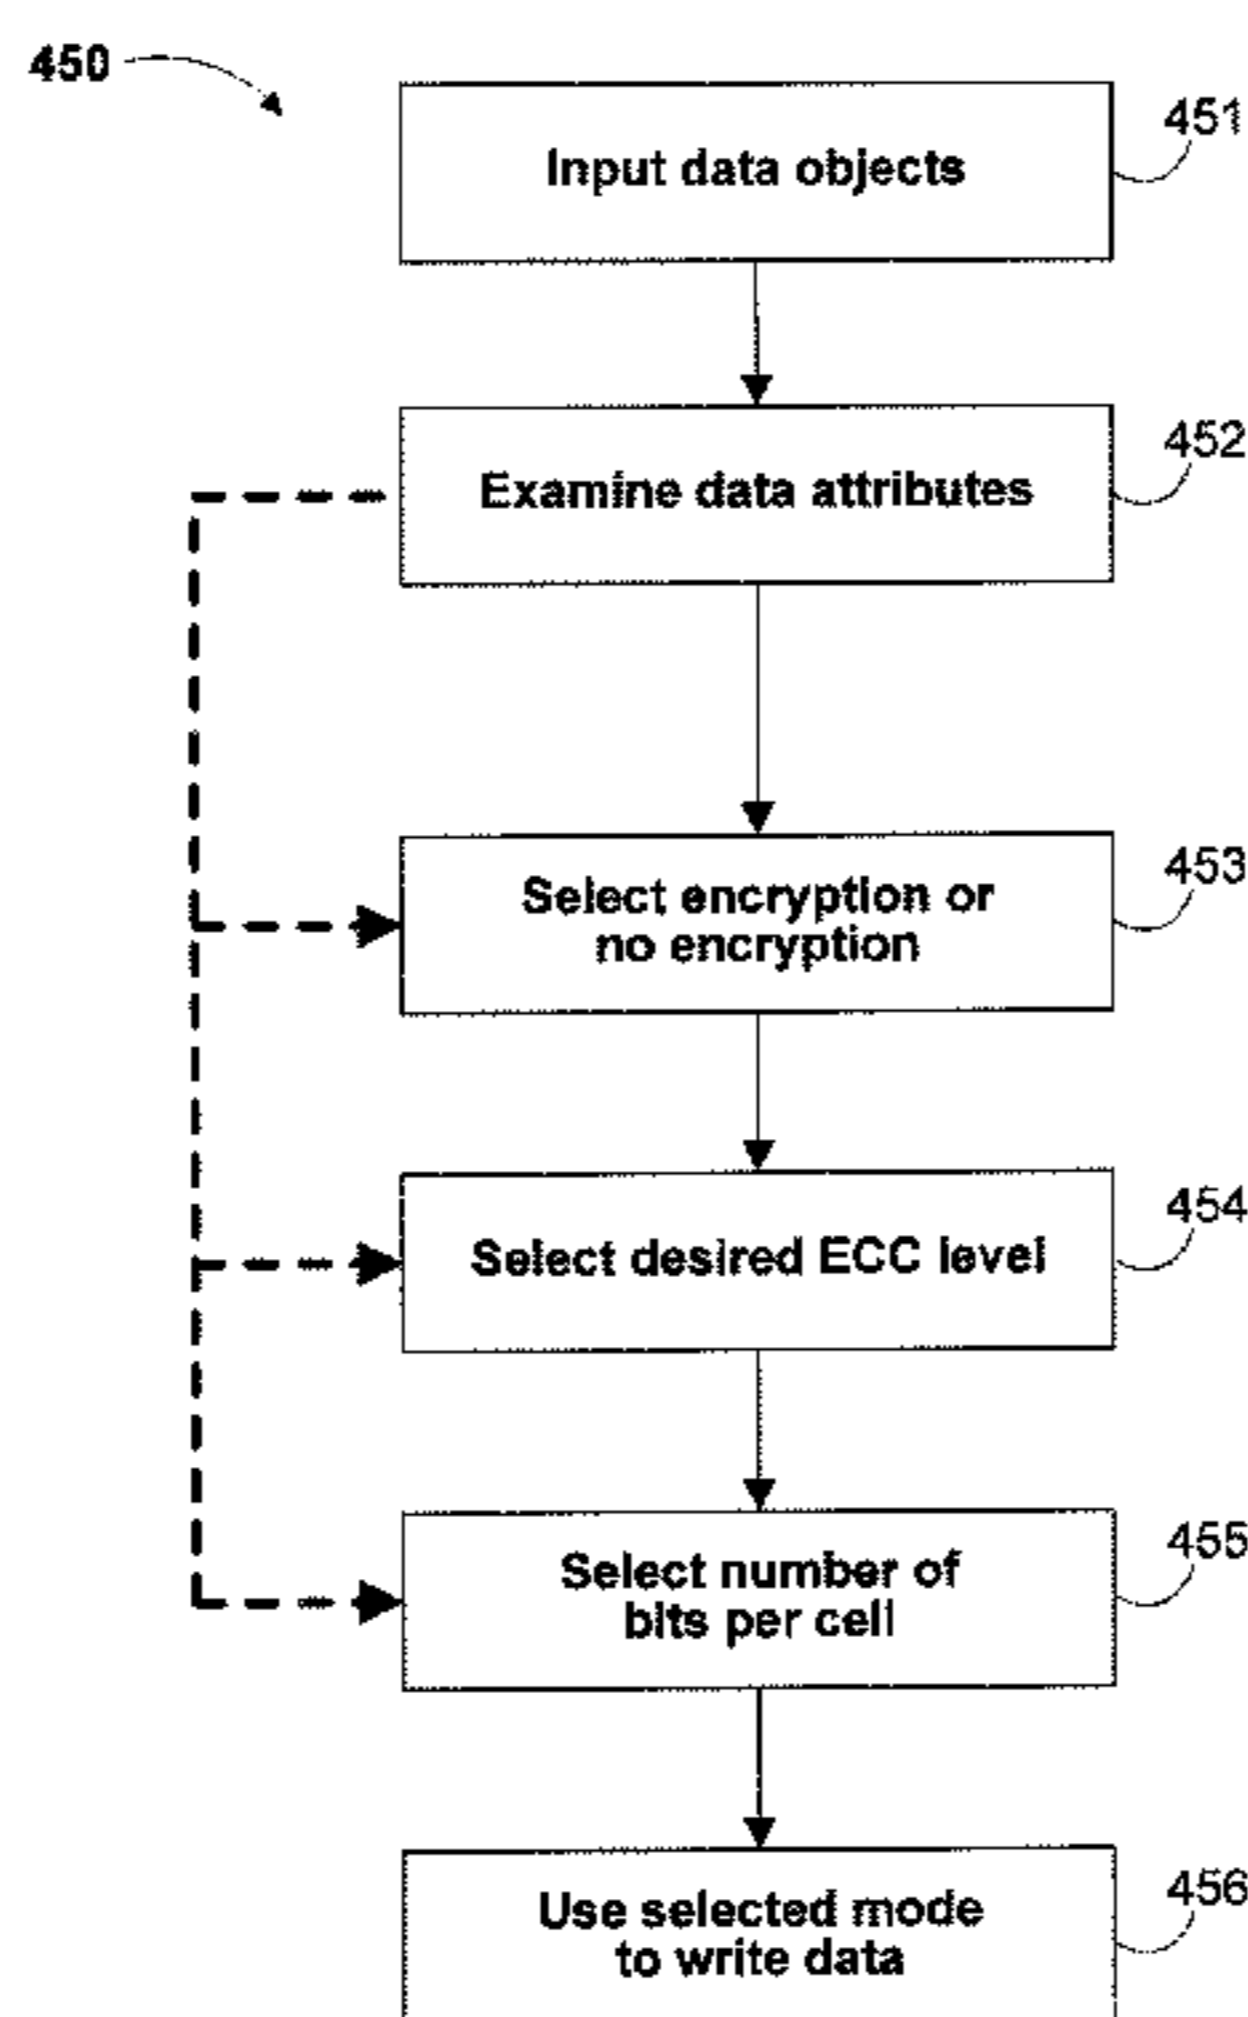 450
451
Input data objects
452
Examine data attributes
453
Select encryption or
no encryption
454
Select desired ECC level
455
Select number of
bits per cell
456
Use selected mode
to write data